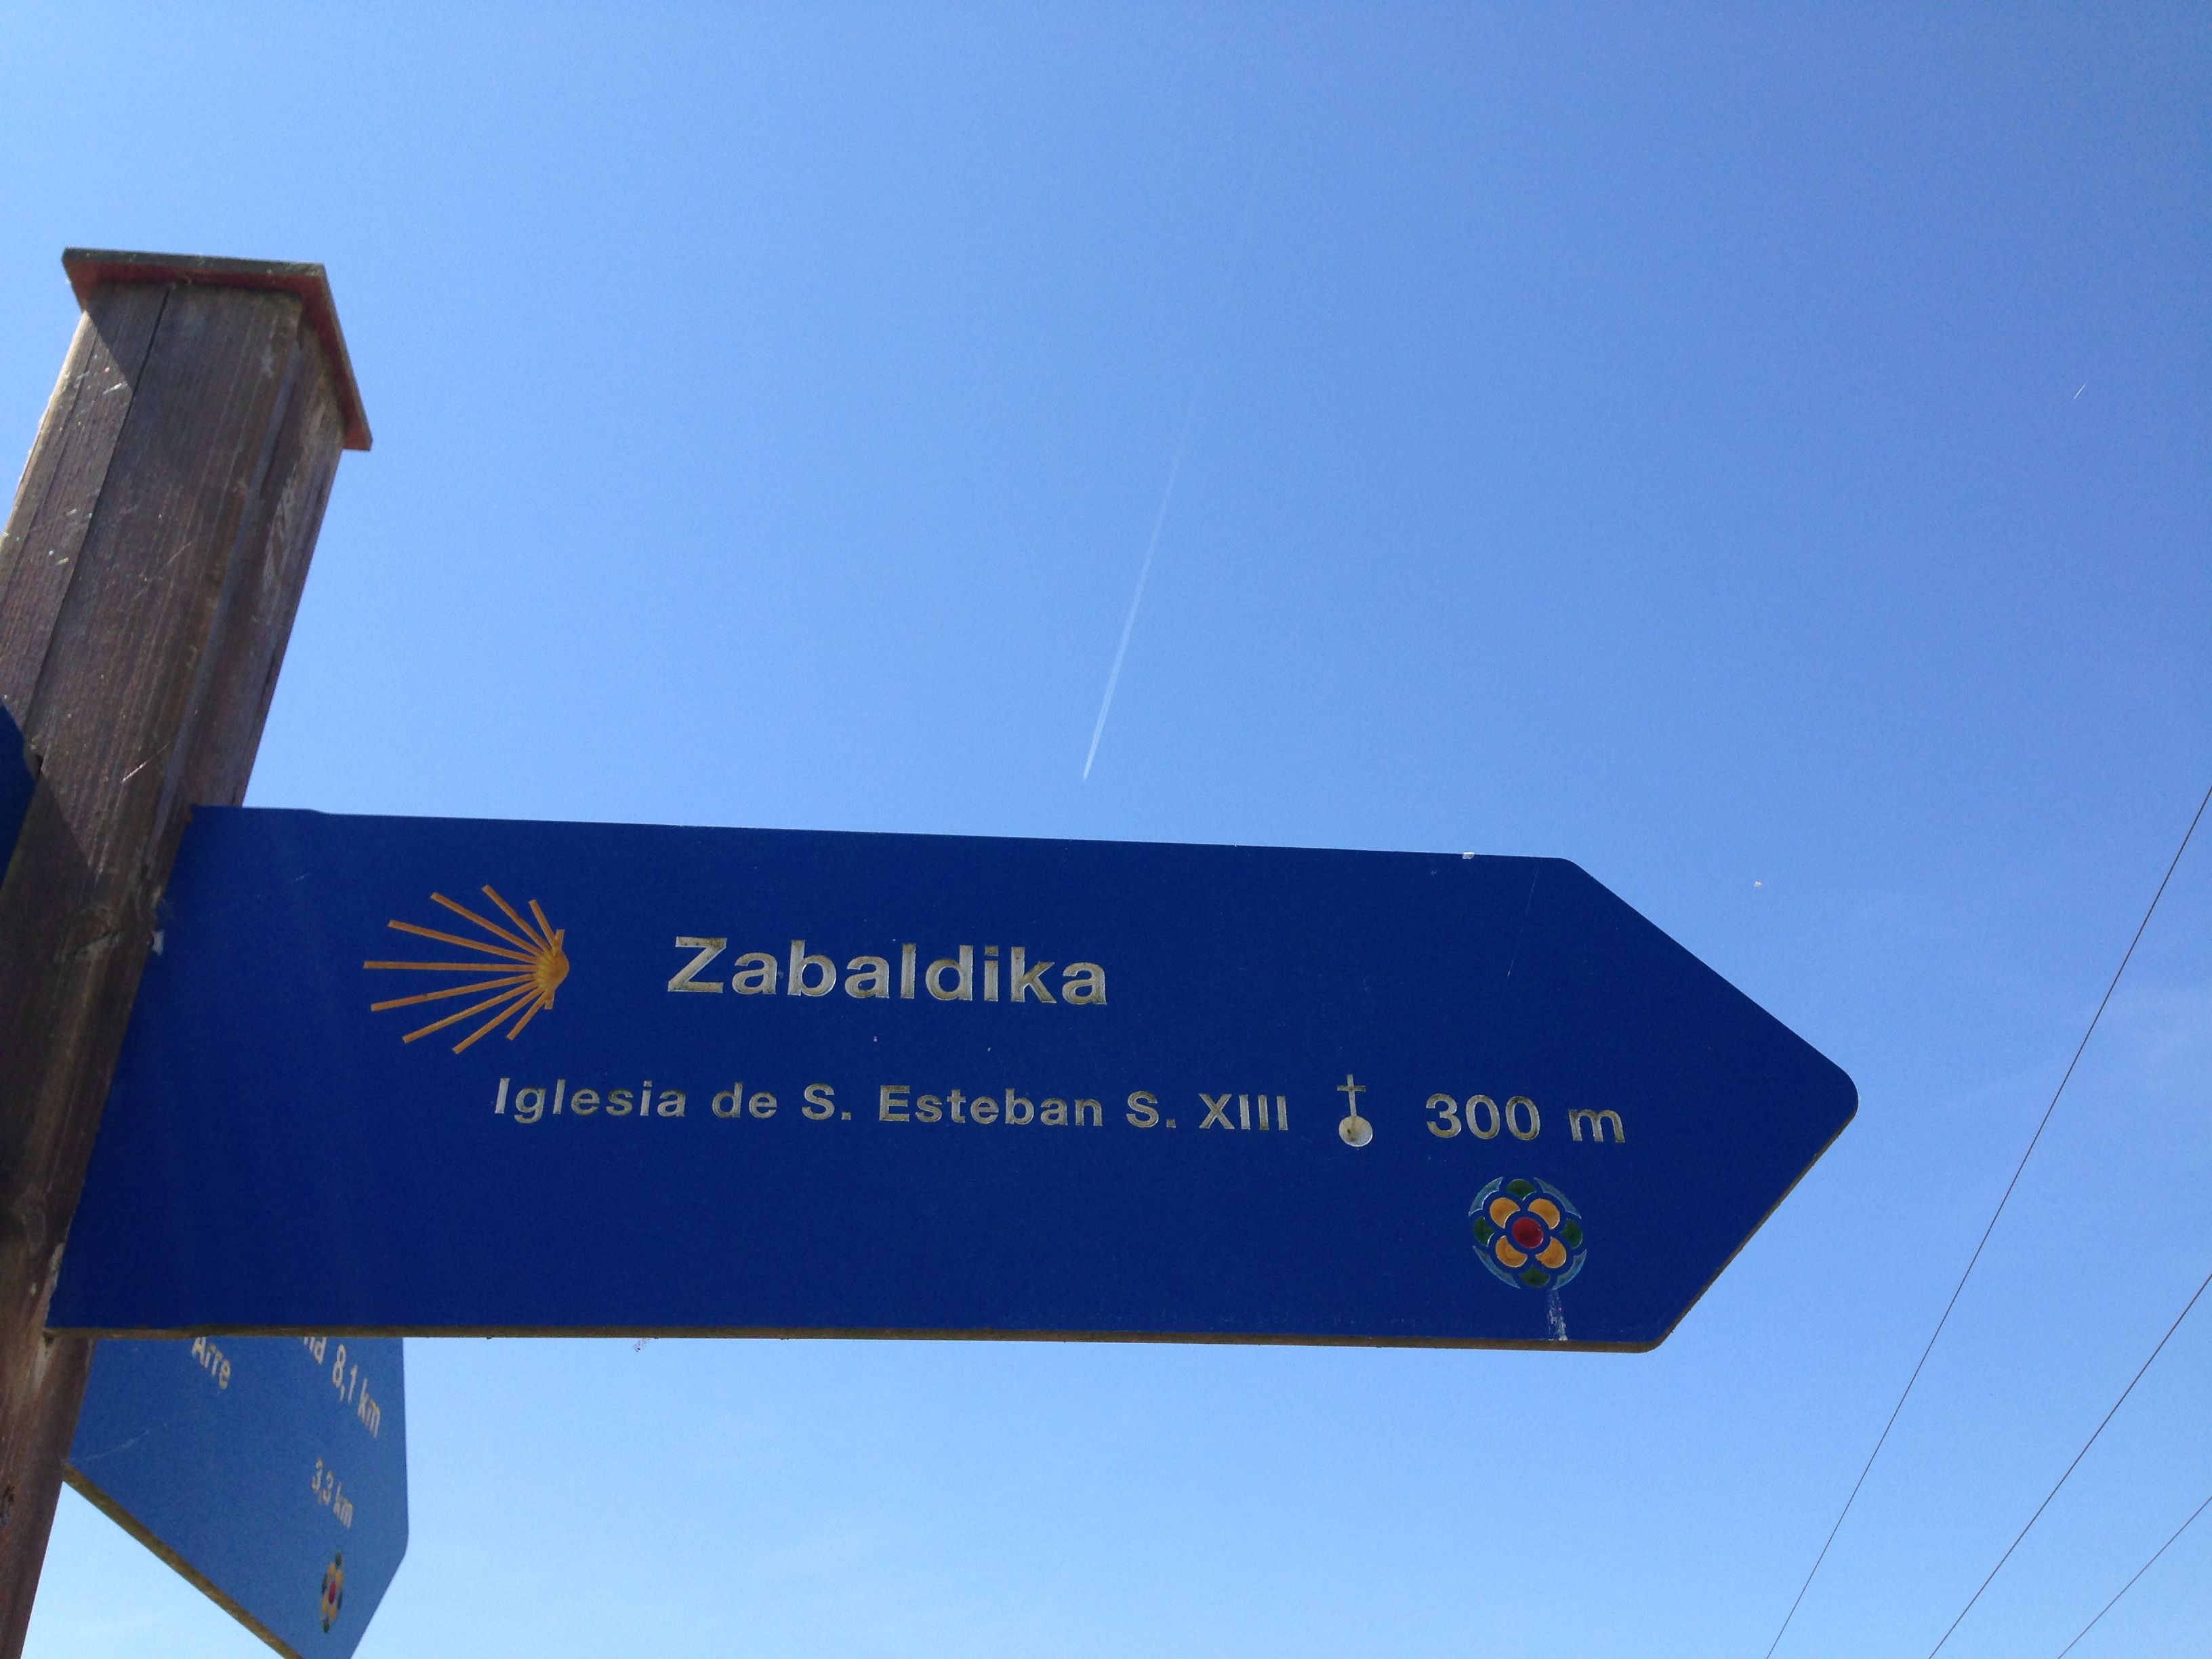 Zabaldika
Iglesia de S. Esteban S. XIII 300 m
8,1 km
Arre
3,3 km